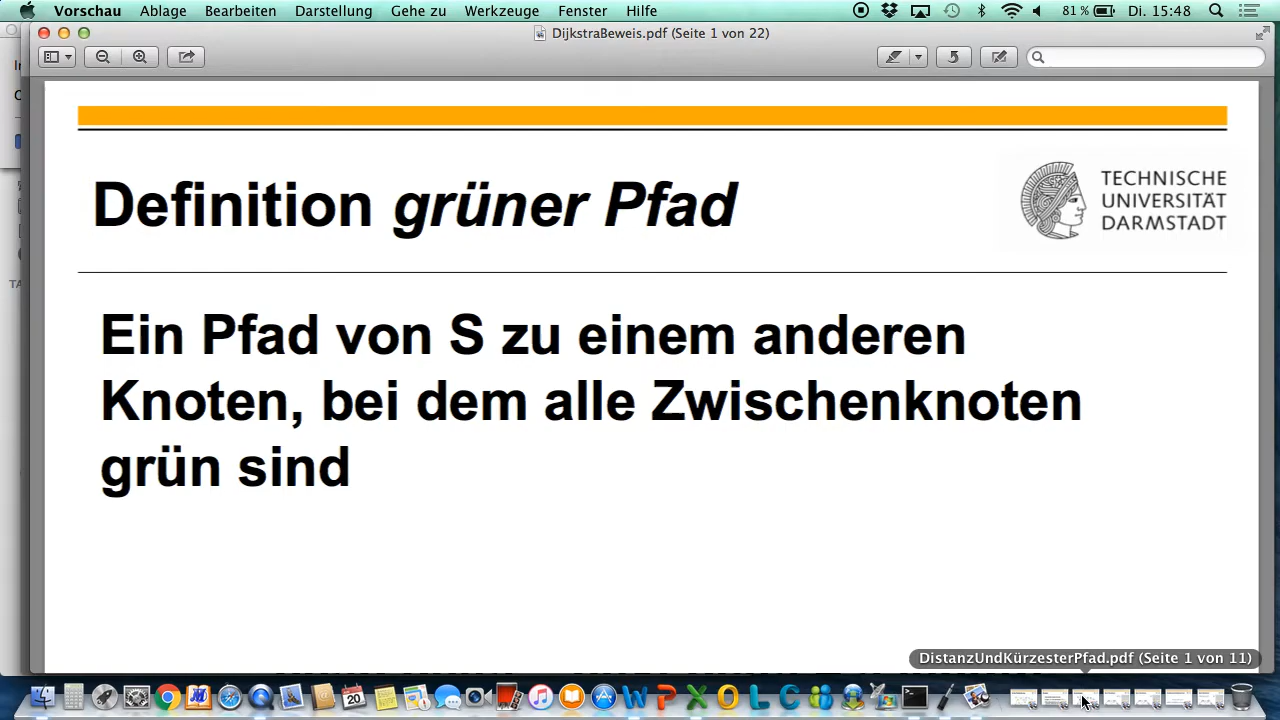 Vorschau Ablage Bearbeiten Darstellung Gehe zu Werkzeuge Fenster Hilfe 81% Di. 15:48
DijkstraBeweis.pdf (Seite 1 von 22)
Definition grüner Pfad
TECHNISCHE
UNIVERSITÄT
DARMSTADT
Ein Pfad von S zu einem anderen
Knoten, bei dem alle Zwischenknoten
grün sind
DistanzUndKürzesterPfad.pdf (Seite 1 von 11)